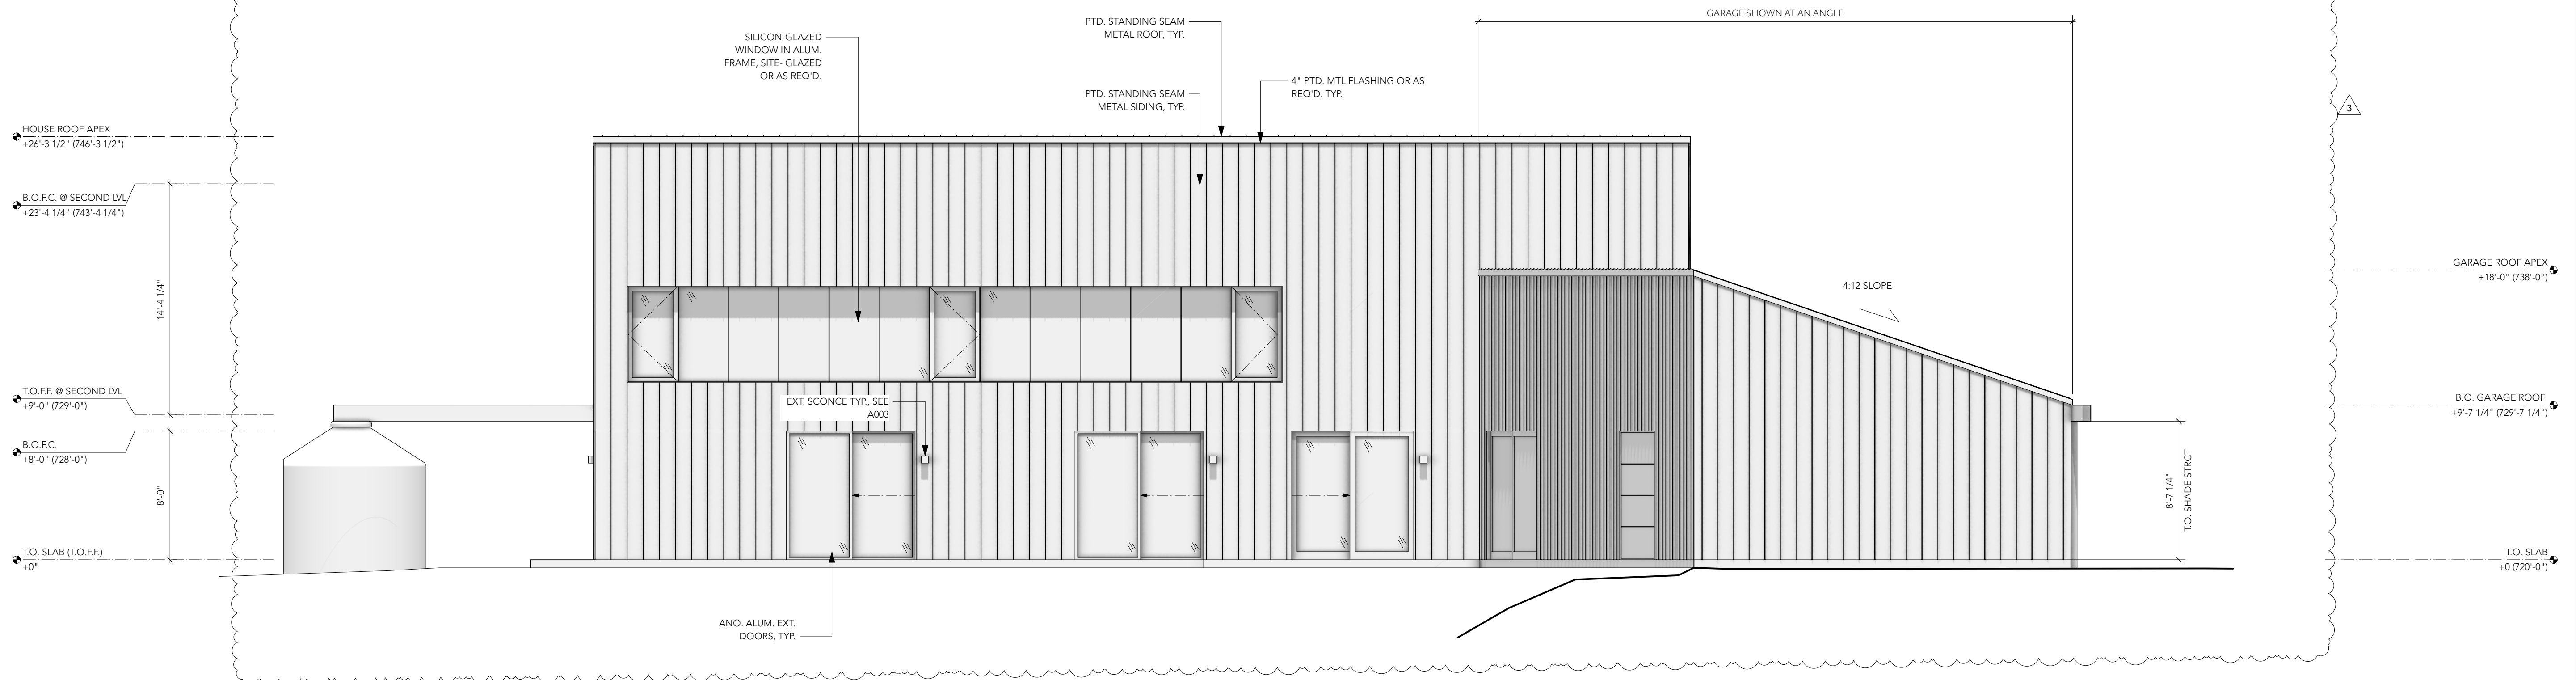 GARAGE SHOWN AT AN ANGLE
PTD. STANDING SEAM
METAL ROOF, TYP.
SILICON-GLAZED
WINDOW IN ALUM.
FRAME, SITE- GLAZED
OR AS REQ'D.
4" PTD. MTL FLASHING OR AS
REQ'D. TYP.
PTD. STANDING SEAM
METAL SIDING, TYP.
3
HOUSE ROOF APEX
+26'-3 1/2" (746'-3 1/2")
B.O.F.C. @ SECOND LVL
+23'-4 1/4" (743'-4 1/4")
14'-4 1/4"
T.O.F.F. @ SECOND LVL
+9'-0" (729'-0")
B.O.F.C.
+8'-0" (728'-0")
8'-0"
T.O. SLAB (T.O.F.F.)
+0"
EXT. SCONCE TYP., SEE
A003
ANO. ALUM. EXT.
DOORS, TYP.
4:12 SLOPE
GARAGE ROOF APEX
+18'-0" (738'-0")
B.O. GARAGE ROOF
+9'-7 1/4" (729'-7 1/4")
8'-7 1/4"
T.O. SHADE STRCT
T.O. SLAB
+0 (720'-0")